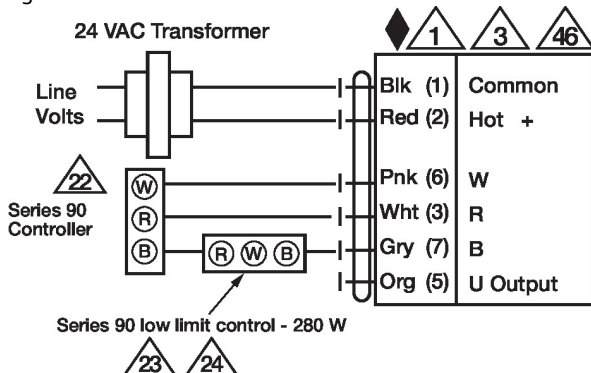 24 VAC Transformer
1 3 46
Line
Volts
Blk (1) Common
Red (2) Hot +
Pnk (6) W
Wht (3) R
Gry (7) B
Org (5) U Output
22
Series 90
Controller
W
R
B
R W B
Series 90 low limit control - 280 W
23 24